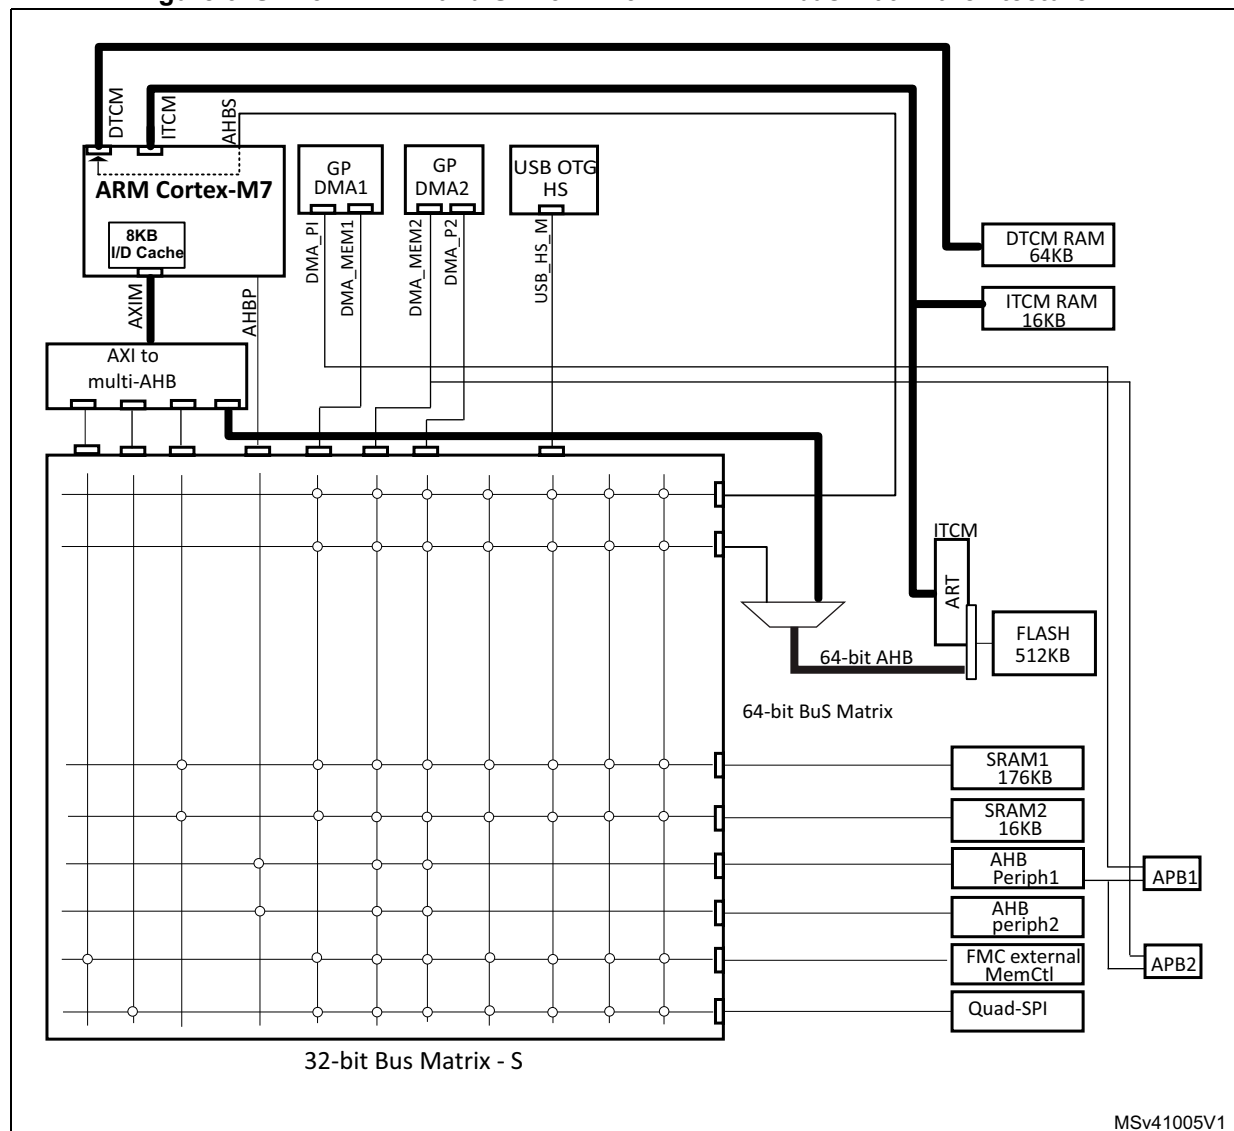 DTCM
ITCM
AHBS
ARM Cortex-M7
8KB
I/D Cache
GP
DMA1
GP
DMA2
USB OTG
HS
DMA_PI
DMA_MEM1
DMA_MEM2
DMA_P2
USB_HS_M
AXIM
AHBP
AXI to
multi-AHB
DTCM RAM
64KB
ITCM RAM
16KB
ITCM
ART
FLASH
512KB
64-bit AHB
64-bit BuS Matrix
SRAM1
176KB
SRAM2
16KB
AHB
Periph1
APB1
AHB
periph2
FMC external
MemCtl
APB2
Quad-SPI
32-bit Bus Matrix - S
MSv41005V1